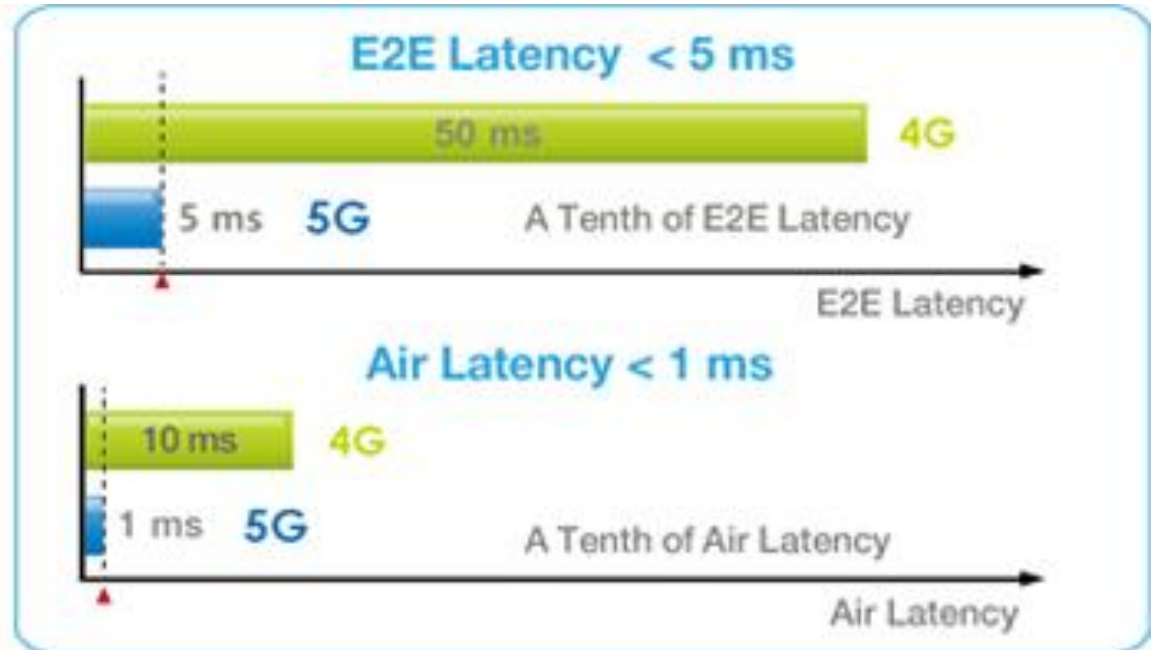 E2E Latency < 5 ms
50 ms 4G
5 ms 5G A Tenth of E2E Latency
E2E Latency
Air Latency < 1 ms
10 ms 4G
1 ms 5G A Tenth of Air Latency
Air Latency